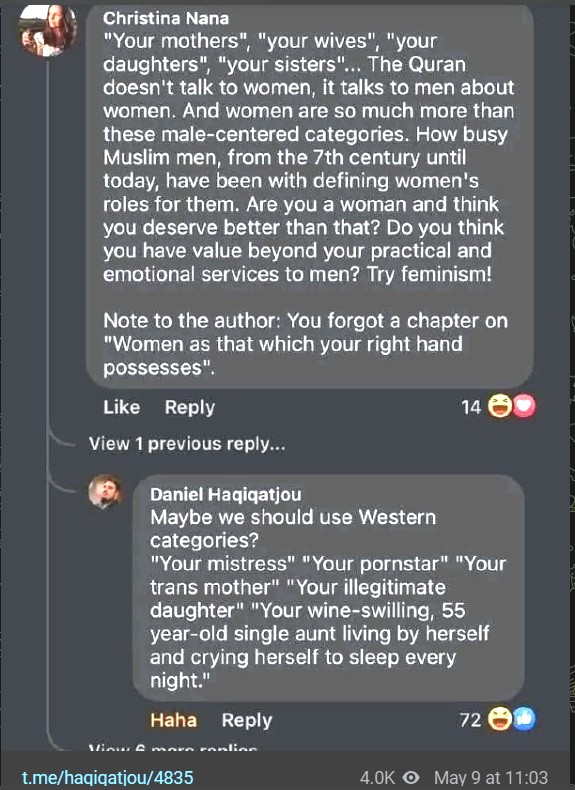 Christina Nana
"Your mothers", "your wives", "your
daughters", "your sisters"... The Quran
doesn't talk to women, it talks to men about
women. And women are so much more than
these male-centered categories. How busy
Muslim men, from the 7th century until
today, have been with defining women's
roles for them. Are you a woman and think
you deserve better than that? Do you think
you have value beyond your practical and
emotional services to men? Try feminism!
Note to the author: You forgot a chapter on
"Women as that which your right hand
possesses".
Like Reply 14
View 1 previous reply...
Daniel Haqiqatjou
Maybe we should use Western
categories?
"Your mistress" "Your pornstar" "Your
trans mother" "Your illegitimate
daughter" "Your wine-swilling, 55
year-old single aunt living by herself
and crying herself to sleep every
night."
Haha Reply 72
View 6 more replies
t.me/haqiqatjou/4835 4.0K May 9 at 11:03